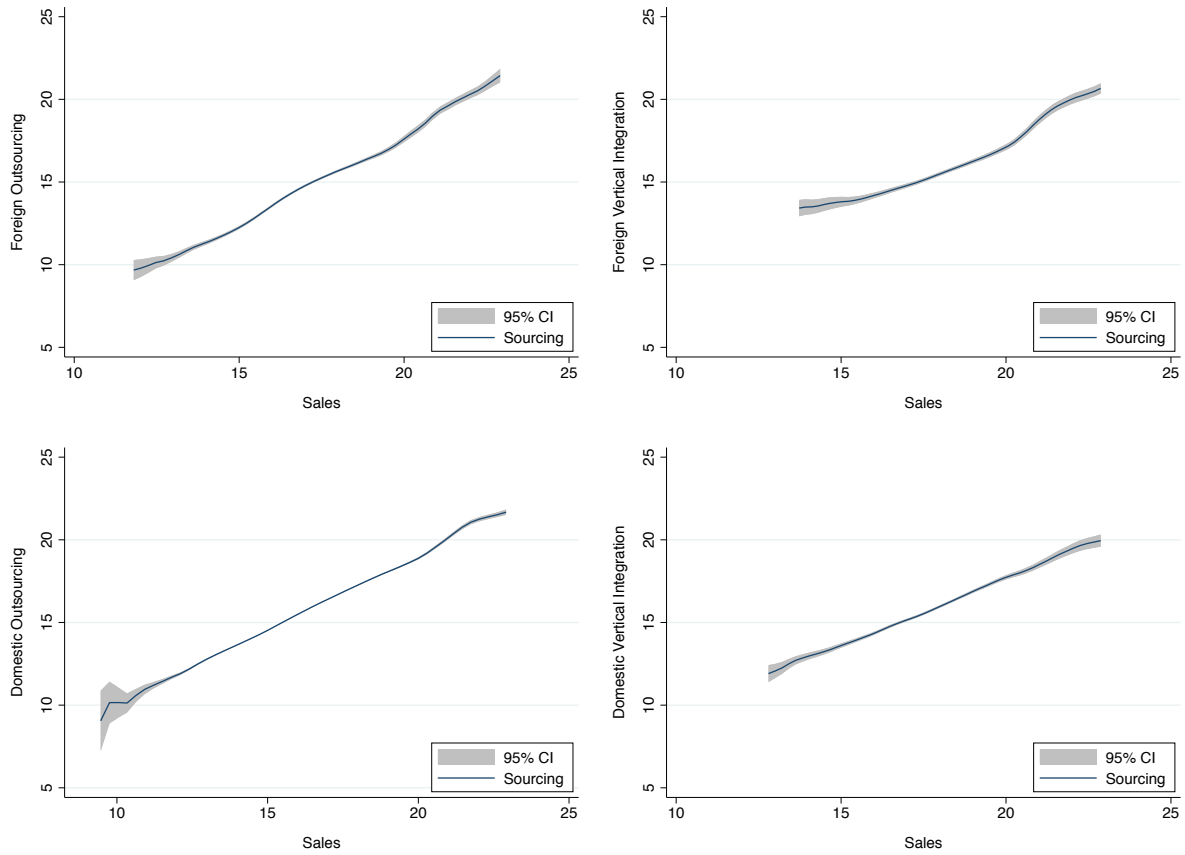 Foreign Outsourcing
25
20
15
10
5
95% CI
Sourcing
10 15 20 25
Sales
Foreign Vertical Integration
25
20
15
10
5
95% CI
Sourcing
10 15 20 25
Sales
Domestic Outsourcing
25
20
15
10
5
95% CI
Sourcing
10 15 20 25
Sales
Domestic Vertical Integration
25
20
15
10
5
95% CI
Sourcing
10 15 20 25
Sales